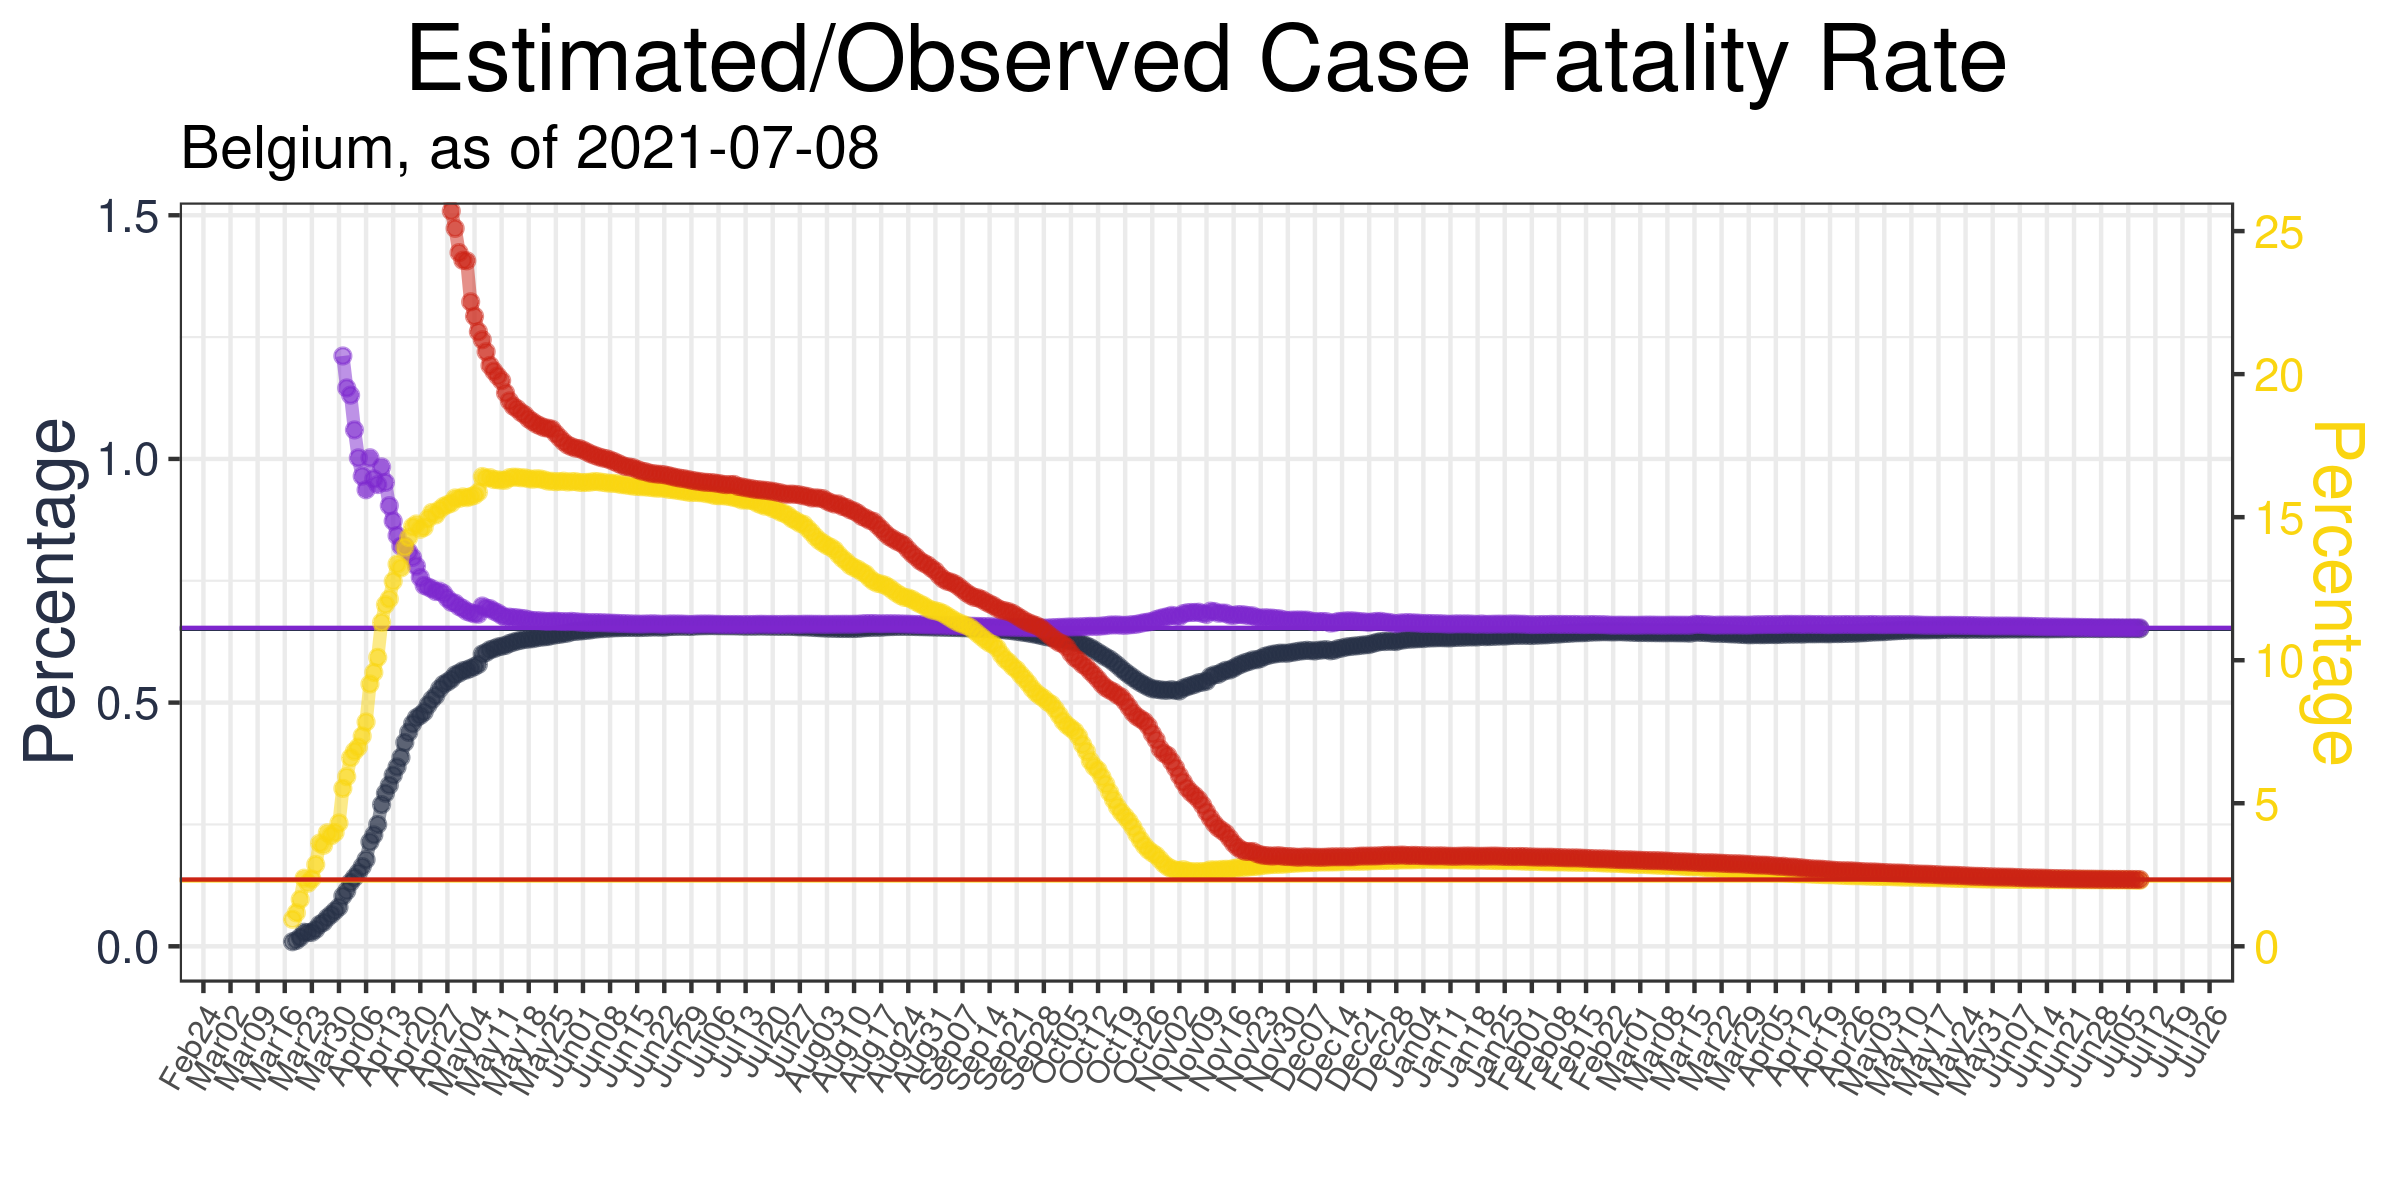 Estimated/Observed Case Fatality Rate
Belgium, as of 2021-07-08
Percentage
1.5
1.0
0.5
0.0
25
20
15
10
5
0
Percentage
Feb24
Mar02
Mar09
Mar16
Mar23
Mar30
Apr06
Apr13
Apr20
Apr27
May04
May11
May18
May25
Jun01
Jun08
Jun15
Jun22
Jun29
Jul06
Jul13
Jul20
Jul27
Aug03
Aug10
Aug17
Aug24
Aug31
Sep07
Sep14
Sep21
Sep28
Oct05
Oct12
Oct19
Oct26
Nov02
Nov09
Nov16
Nov23
Nov30
Dec07
Dec14
Dec21
Dec28
Jan04
Jan11
Jan18
Jan25
Feb01
Feb08
Feb15
Feb22
Mar01
Mar08
Mar15
Mar22
Mar29
Apr05
Apr12
Apr19
Apr26
May03
May10
May17
May24
May31
Jun07
Jun14
Jun21
Jun28
Jul05
Jul12
Jul19
Jul26